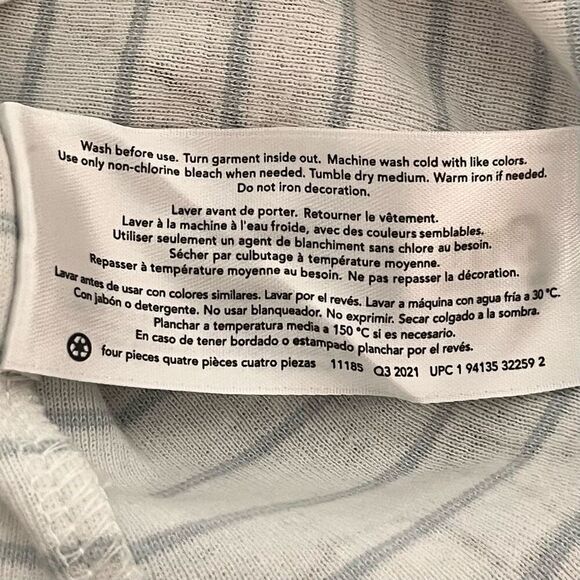 Wash before use. Turn garment inside out. Machine wash cold with like colors.
Use only non-chlorine bleach when needed. Tumble dry medium. Warm iron if needed.
Do not iron decoration.
Laver avant de porter. Retourner le vêtement.
Laver à la machine à l'eau froide, avec des couleurs semblables.
Utiliser seulement un agent de blanchiment sans chlore au besoin.
Sécher par culbutage à température moyenne.
Repasser à température moyenne au besoin. Ne pas repasser la décoration.
Lavar antes de usar con colores similares. Lavar por el revés. Lavar a máquina con agua fría a 30 °C.
Con jabón o detergente. No usar blanqueador. No exprimir. Secar colgado a la sombra.
Planchar a temperatura media a 150 °C si es necesario.
En caso de tener bordado o estampado planchar por el revés.
four pieces quatre pièces cuatro piezas 11185 Q3 2021 UPC 1 94135 32259 2